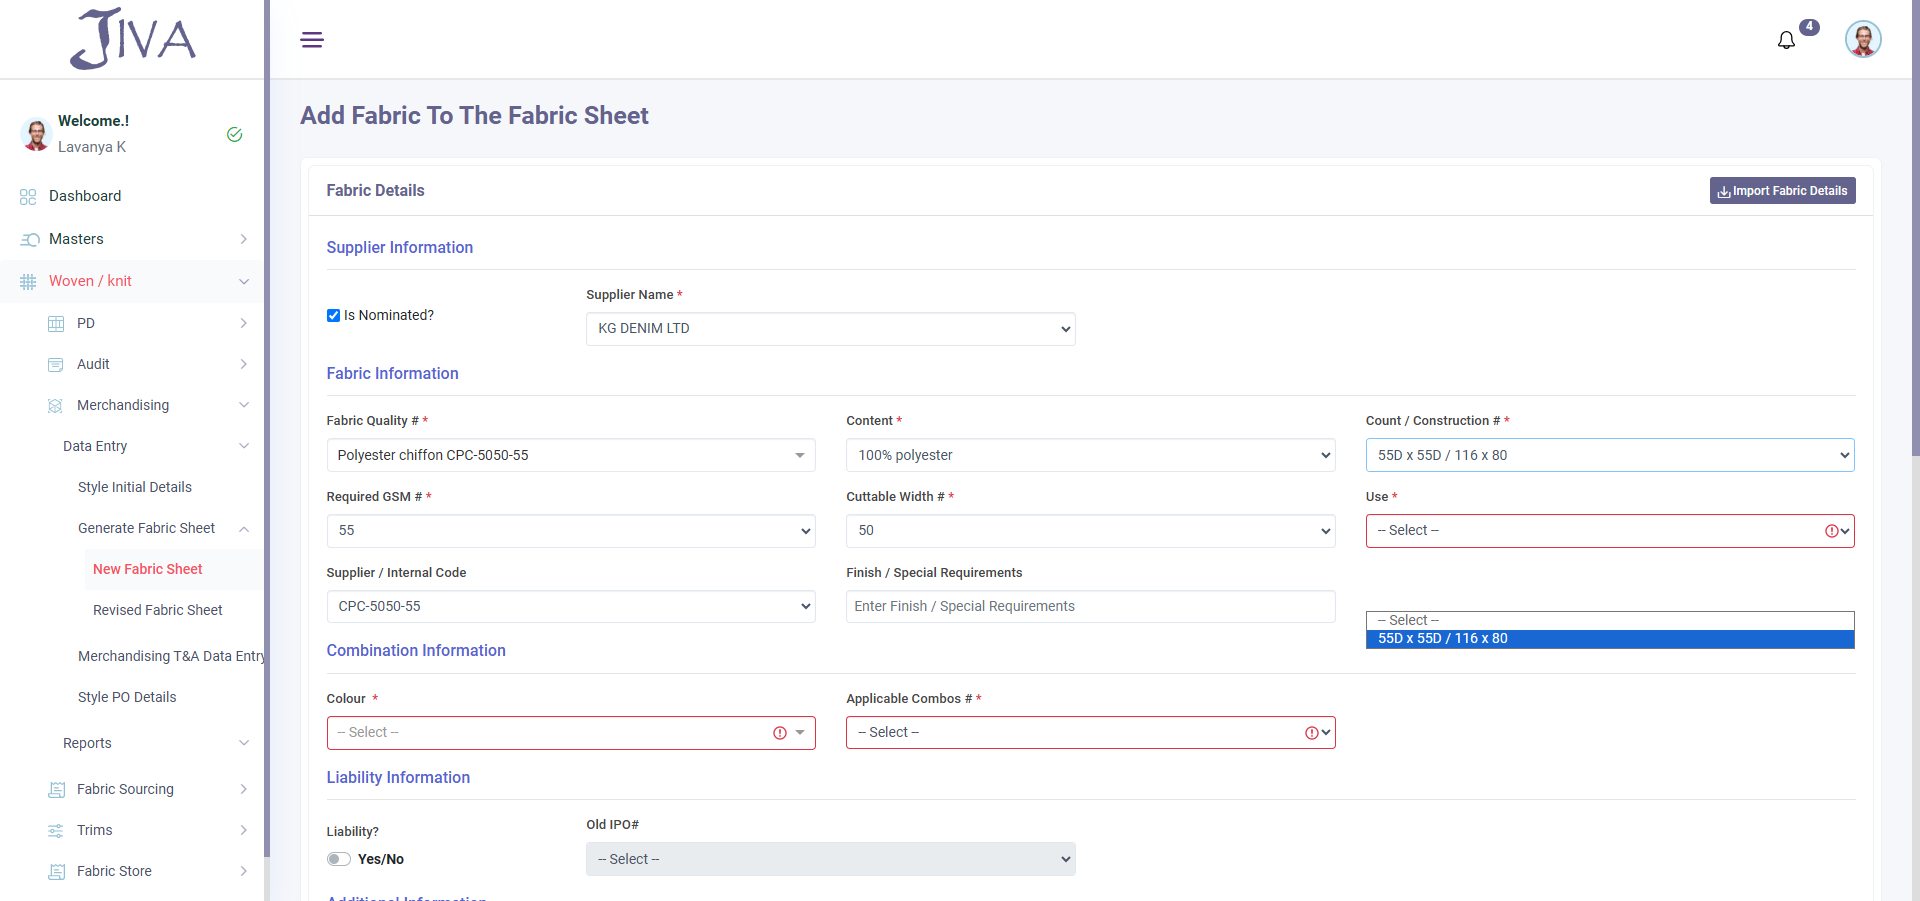 JIVA
4
Welcome.!
Lavanya K
Dashboard
Masters
Woven / knit
PD
Audit
Merchandising
Data Entry
Style Initial Details
Generate Fabric Sheet
New Fabric Sheet
Revised Fabric Sheet
Merchandising T&A Data Entry
Style PO Details
Reports
Fabric Sourcing
Trims
Fabric Store
Add Fabric To The Fabric Sheet
Fabric Details
Import Fabric Details
Supplier Information
Is Nominated?
Supplier Name *
KG DENIM LTD
Fabric Information
Fabric Quality # *
Content *
Count / Construction # *
Polyester chiffon CPC-5050-55
100% polyester
55D x 55D / 116 x 80
Required GSM # *
Cuttable Width # *
Use *
55
50
-- Select --
Supplier / Internal Code
Finish / Special Requirements
CPC-5050-55
Enter Finish / Special Requirements
-- Select --
55D x 55D / 116 x 80
Combination Information
Colour *
Applicable Combos # *
-- Select --
-- Select --
Liability Information
Liability?
Yes/No
Old IPO#
-- Select --
Additional Information